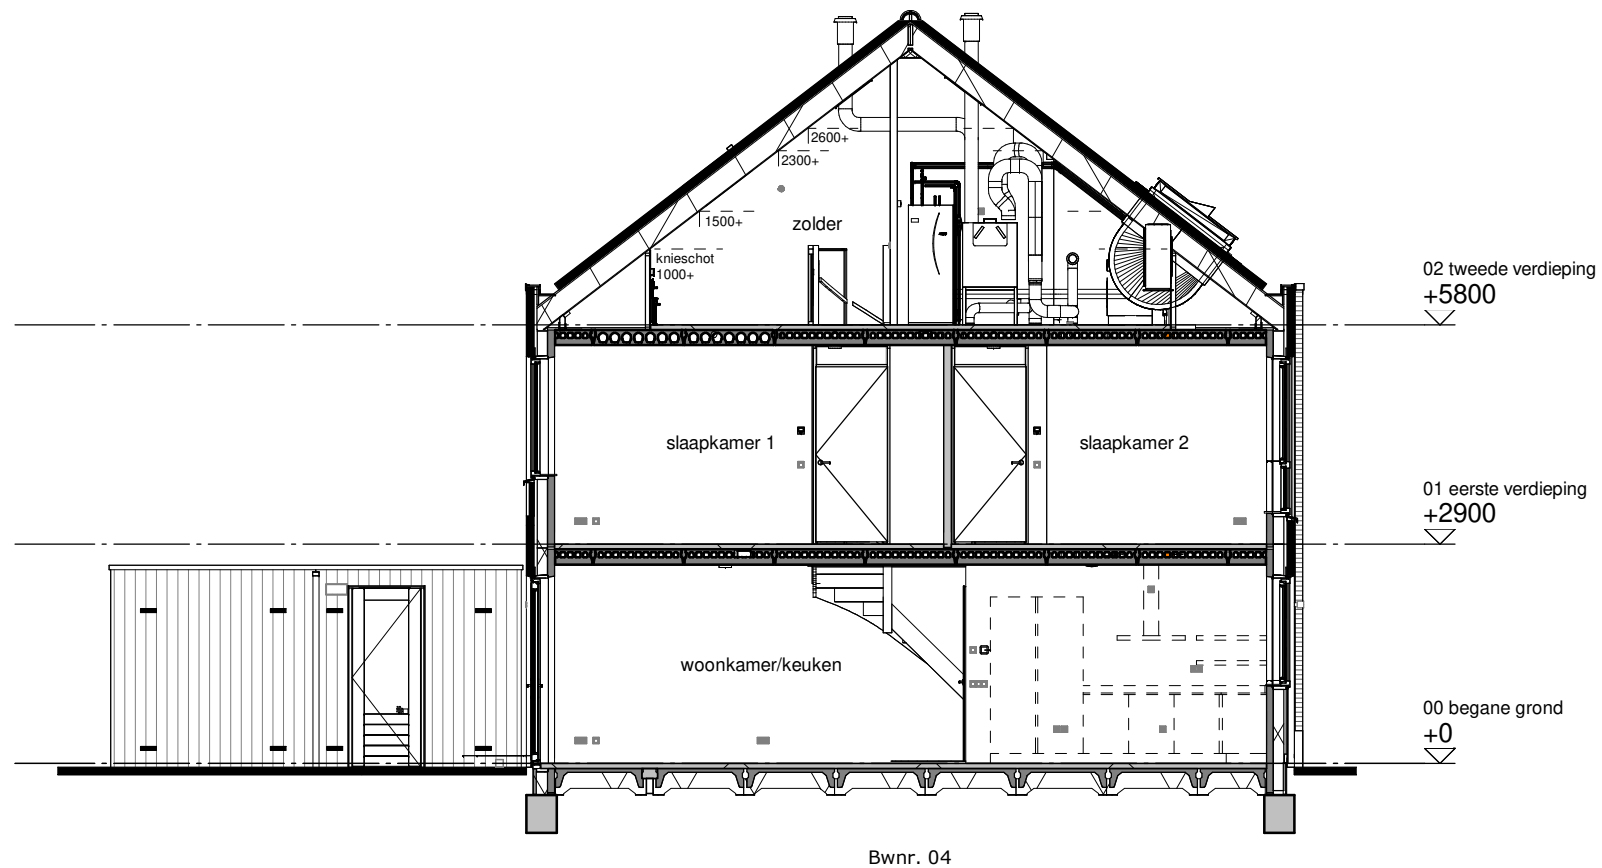 2600+
2300+
1500+
zolder
knieschot
1000+
02 tweede verdieping
+5800
slaapkamer 1
slaapkamer 2
01 eerste verdieping
+2900
woonkamer/keuken
00 begane grond
+0
Bwnr. 04